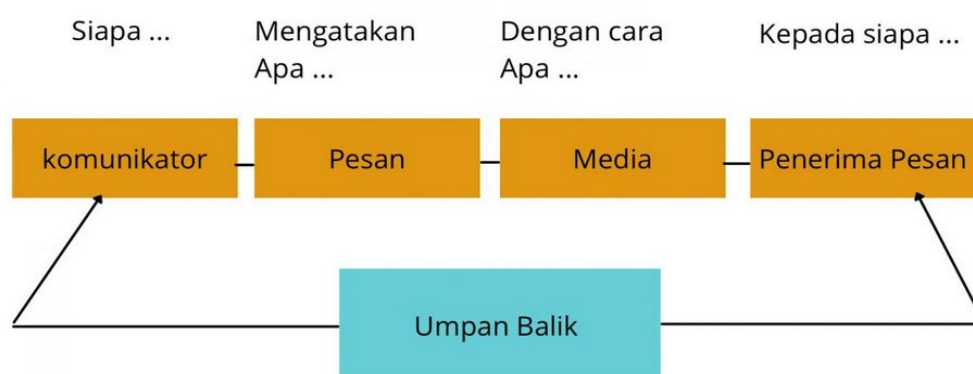 Siapa ...
Mengatakan
Apa ...
Dengan cara
Apa ...
Kepada siapa ...
komunikator
Pesan
Media
Penerima Pesan
Umpan Balik